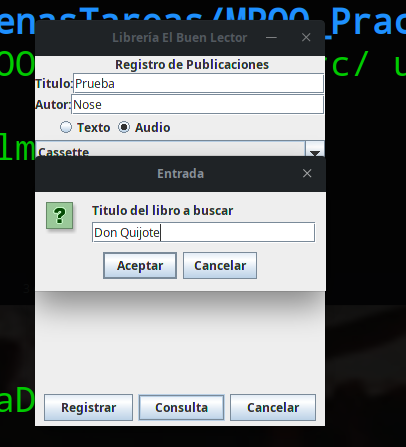 enasTareas/MPOO_Prac
Librería El Buen Lector
OO
rc/ u
Registro de Publicaciones
Titulo: Prueba
Autor: Nose
Texto Audio
lm
Cassette
Entrada
?
Titulo del libro a buscar
Don Quijote
Aceptar Cancelar
aD
Registrar Consulta Cancelar